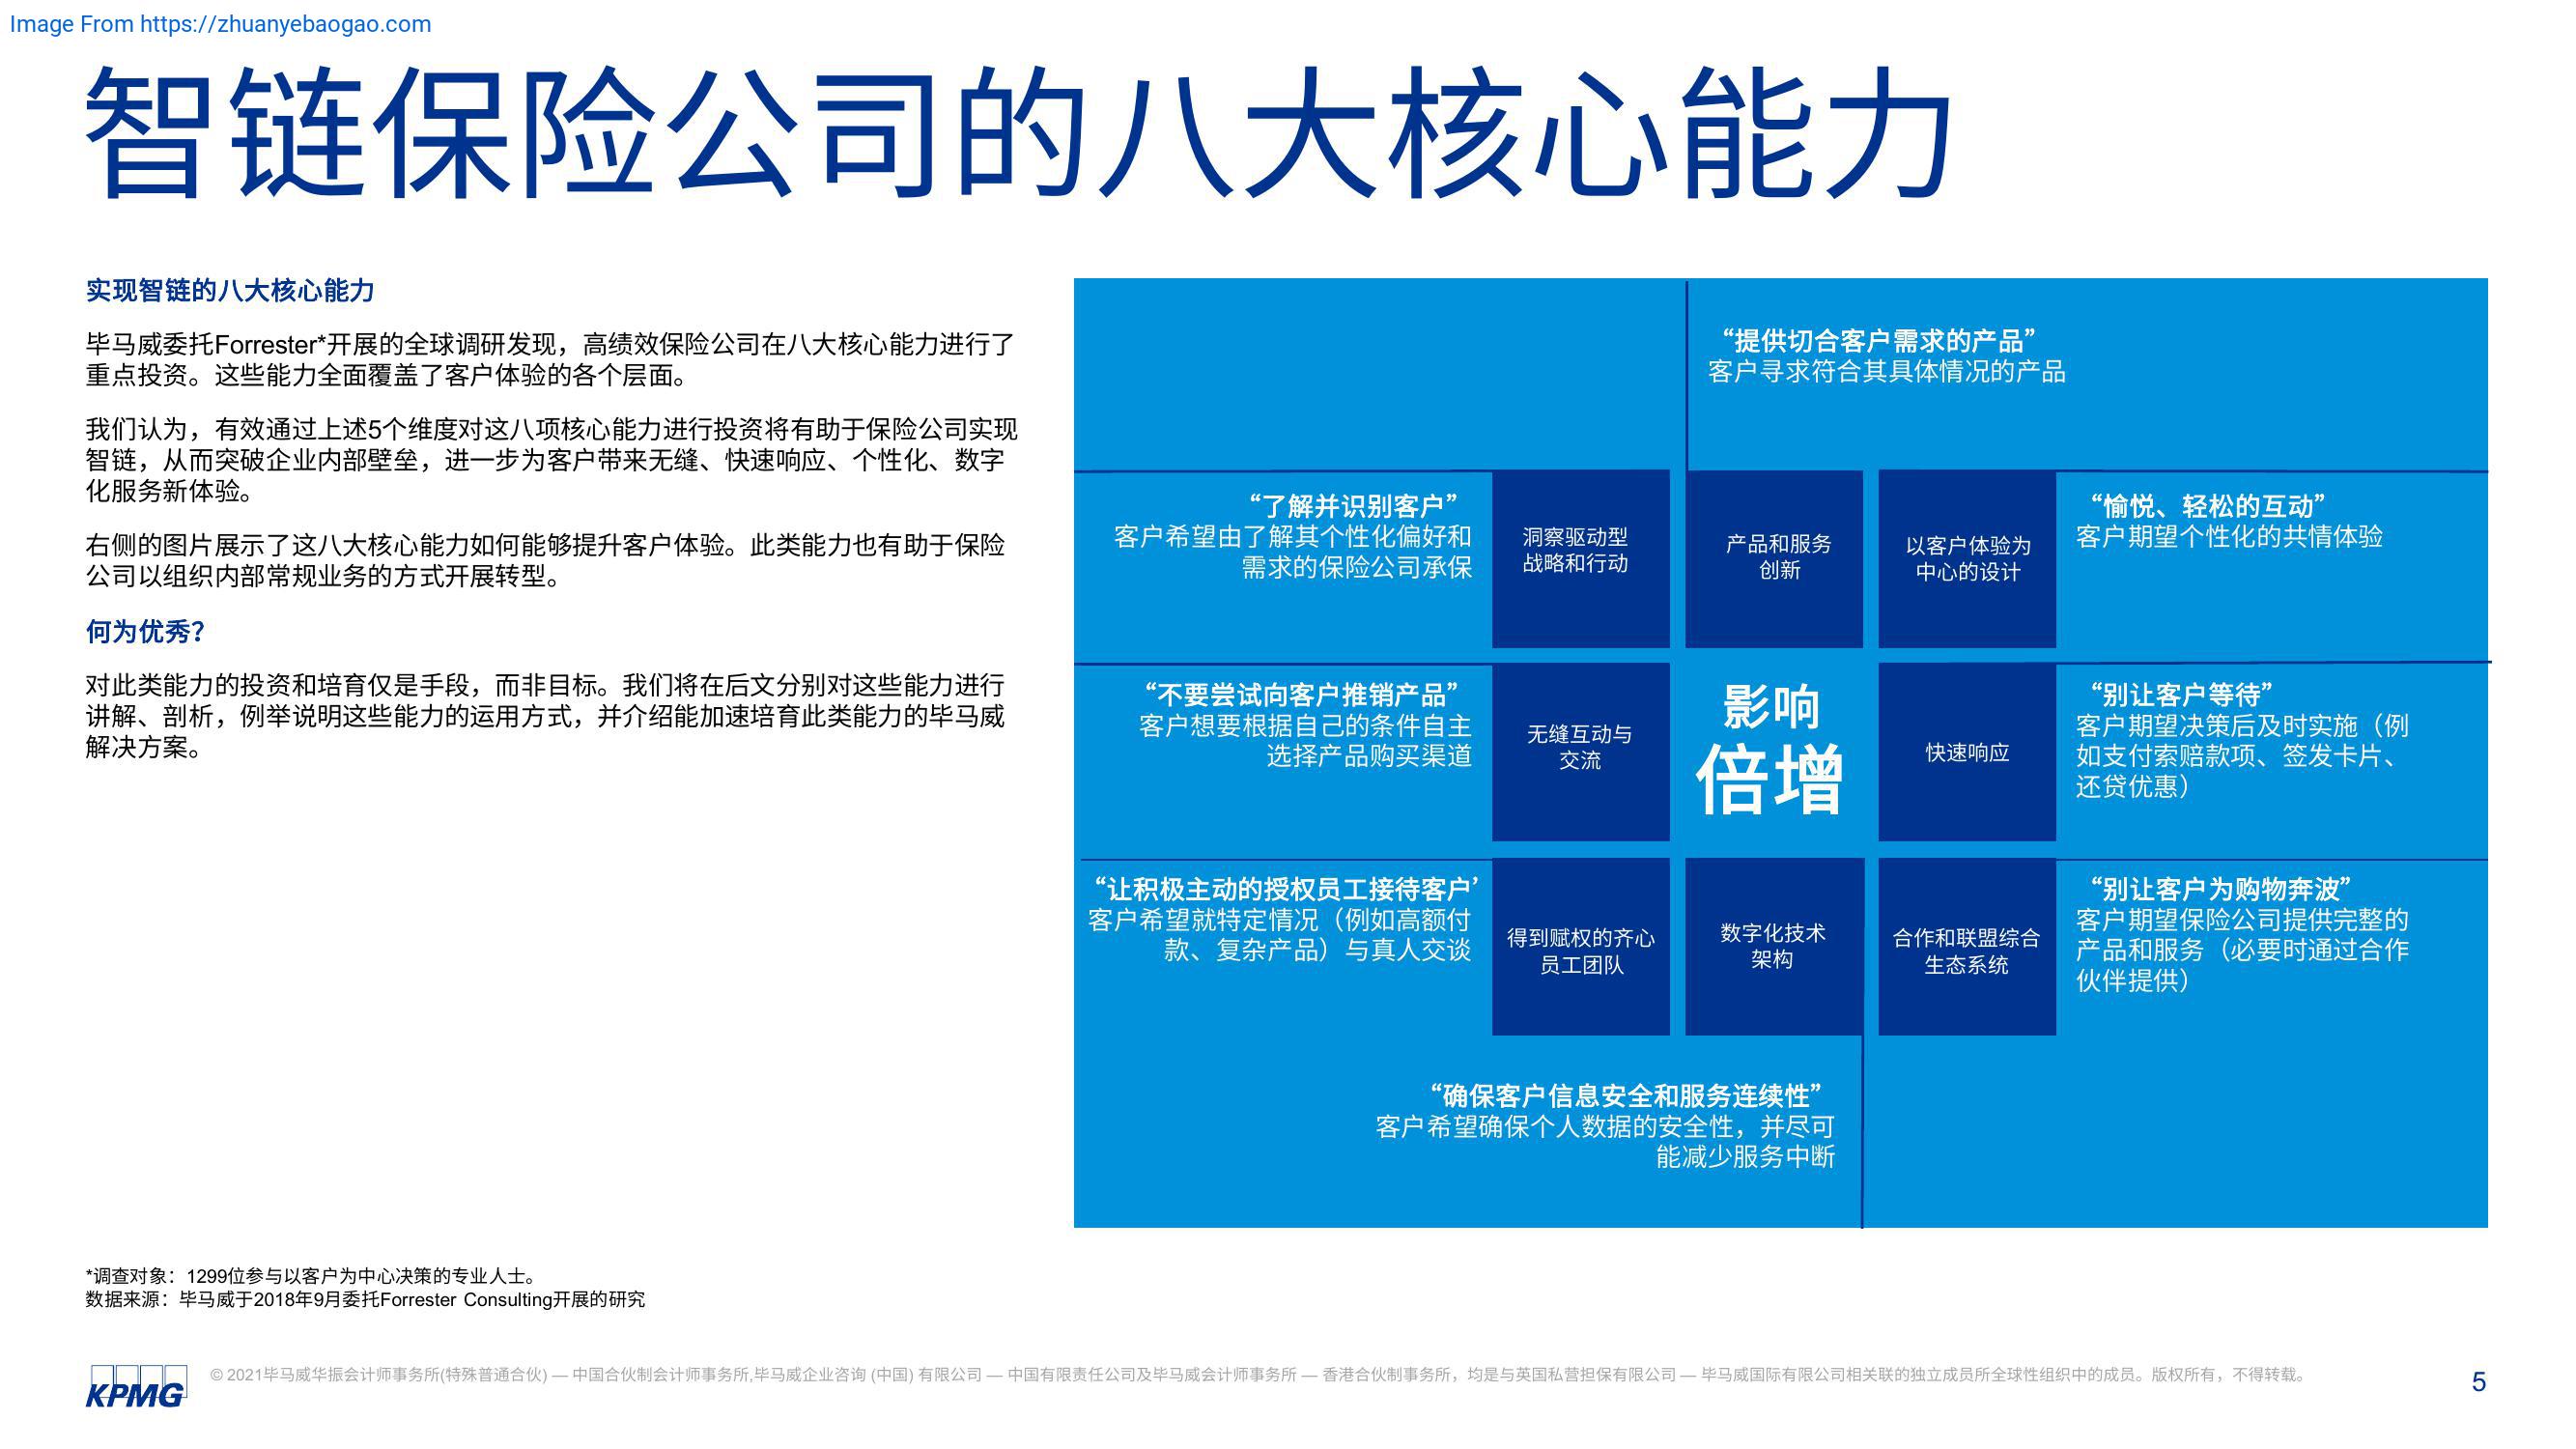 Image From https://zhuanyebaogao.com
智链保险公司的八大核心能力
实现智链的八大核心能力
毕马威委托Forrester*开展的全球调研发现，高绩效保险公司在八大核心能力进行了
重点投资。这些能力全面覆盖了客户体验的各个层面。
我们认为，有效通过上述5个维度对这八项核心能力进行投资将有助于保险公司实现
智链，从而突破企业内部壁垒，进一步为客户带来无缝、快速响应、个性化、数字
化服务新体验。
右侧的图片展示了这八大核心能力如何能够提升客户体验。此类能力也有助于保险
公司以组织内部常规业务的方式开展转型。
何为优秀？
对此类能力的投资和培育仅是手段，而非目标。我们将在后文分别对这些能力进行
讲解、剖析，例举说明这些能力的运用方式，并介绍能加速培育此类能力的毕马威
解决方案。
“提供切合客户需求的产品”
客户寻求符合其具体情况的产品
“了解并识别客户”
客户希望由了解其个性化偏好和
需求的保险公司承保
洞察驱动型
战略和行动
产品和服务
创新
以客户体验为
中心的设计
“愉悦、轻松的互动”
客户期望个性化的共情体验
“不要尝试向客户推销产品”
客户想要根据自己的条件自主
选择产品购买渠道
无缝互动与
交流
影响
倍增
快速响应
“别让客户等待”
客户期望决策后及时实施（例
如支付索赔款项、签发卡片、
还贷优惠）
“让积极主动的授权员工接待客户’
客户希望就特定情况（例如高额付
款、复杂产品）与真人交谈
得到赋权的齐心
员工团队
数字化技术
架构
合作和联盟综合
生态系统
“别让客户为购物奔波”
客户期望保险公司提供完整的
产品和服务（必要时通过合作
伙伴提供）
“确保客户信息安全和服务连续性”
客户希望确保个人数据的安全性，并尽可
能减少服务中断
*调查对象：1299位参与以客户为中心决策的专业人士。
数据来源：毕马威于2018年9月委托Forrester Consulting开展的研究
KPMG
© 2021毕马威华振会计师事务所(特殊普通合伙) — 中国合伙制会计师事务所,毕马威企业咨询 (中国) 有限公司 — 中国有限责任公司及毕马威会计师事务所 — 香港合伙制事务所，均是与英国私营担保有限公司 — 毕马威国际有限公司相关联的独立成员所全球性组织中的成员。版权所有，不得转载。
5